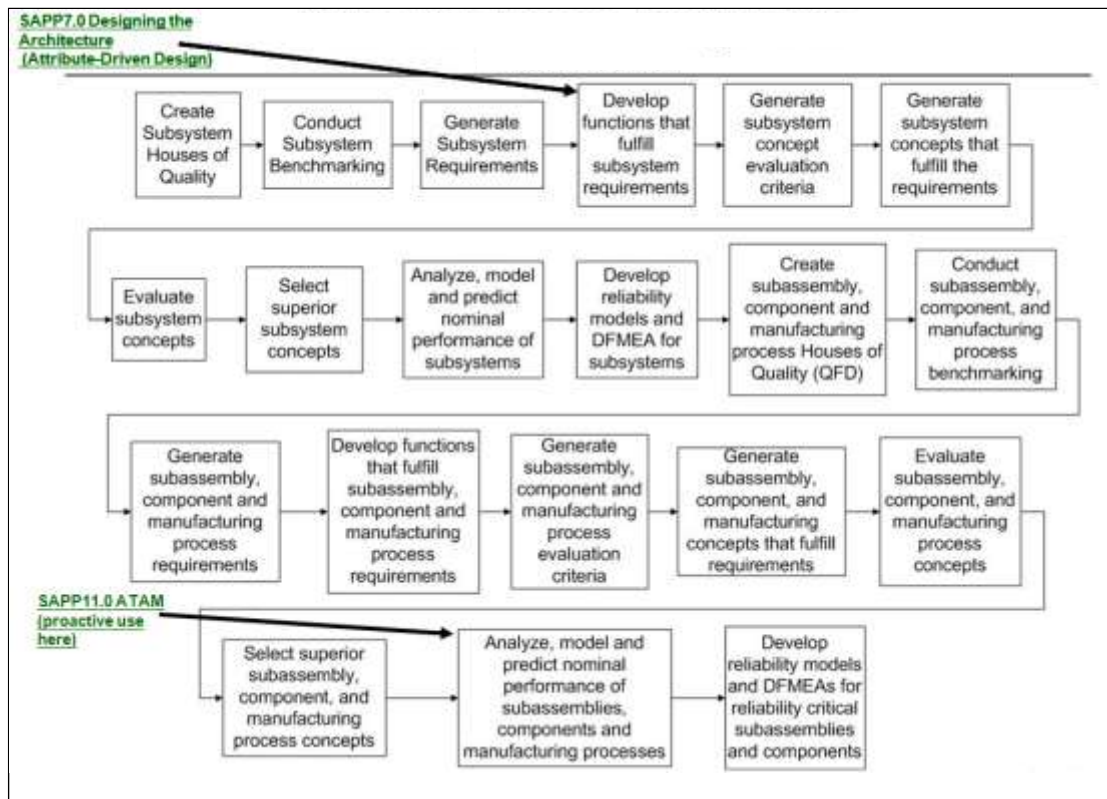 SAPP7.0 Designing the
Architecture
(Attribute-Driven Design)
Create
Subsystem
Houses of
Quality
Conduct
Subsystem
Benchmarking
Generate
Subsystem
Requirements
Develop
functions that
fulfill
subsystem
requirements
Generate
subsystem
concept
evaluation
criteria
Generate
subsystem
concepts that
fulfill the
requirements
Evaluate
subsystem
concepts
Select
superior
subsystem
concepts
Analyze, model
and predict
nominal
performance of
subsystems
Develop
reliability
models and
DFMEA for
subsystems
Create
subassembly,
component and
manufacturing
process Houses of
Quality (QFD)
Conduct
subassembly,
component, and
manufacturing
process
benchmarking
Generate
subassembly,
component and
manufacturing
process
requirements
Develop functions
that fulfill
subassembly,
component and
manufacturing
process
requirements
Generate
subassembly,
component and
manufacturing
process
evaluation
criteria
Generate
subassembly,
component, and
manufacturing
concepts that fulfill
requirements
Evaluate
subassembly,
component, and
manufacturing
process
concepts
SAPP11.0 ATAM
(proactive use
here)
Select superior
subassembly,
component, and
manufacturing
process concepts
Analyze, model and
predict nominal
performance of
subassemblies,
components and
manufacturing processes
Develop
reliability models
and DFMEAs for
reliability critical
subassemblies
and components